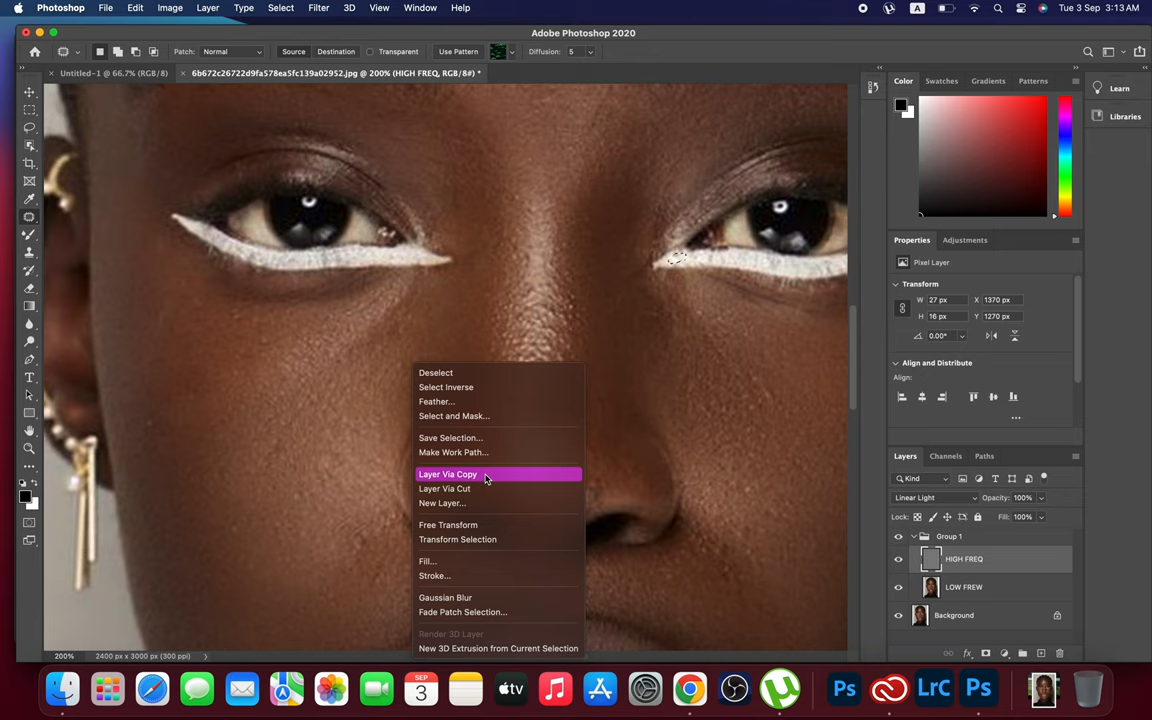 Photoshop File Edit Image Layer Type Select Filter 3D View Window Help A Tue 3 Sep 3:13 AM
Adobe Photoshop 2020
Patch: Normal Source Destination Transparent Use Pattern Diffusion: 5
× Untitled-1 @ 66.7% (RGB/8) × 6b672c26722d9fa578ea5fc139a02952.jpg @ 200% (HIGH FREQ, RGB/8#) *
Color Swatches Gradients Patterns
Learn
Libraries
Properties Adjustments
Pixel Layer
Transform
W 27 px X 1370 px
H 16 px Y 1270 px
0.00°
Align and Distribute
Align:
Layers Channels Paths
Kind
Linear Light Opacity: 100%
Lock: Fill: 100%
Group 1
HIGH FREQ
LOW FREW
Background
Deselect
Select Inverse
Feather...
Select and Mask...
Save Selection...
Make Work Path...
Layer Via Copy
Layer Via Cut
New Layer...
Free Transform
Transform Selection
Fill...
Stroke...
Gaussian Blur
Fade Patch Selection...
Render 3D Layer
New 3D Extrusion from Current Selection
200% 2400 px x 3000 px (300 ppi)
SEP
3
tv
Ps
LrC
Ps